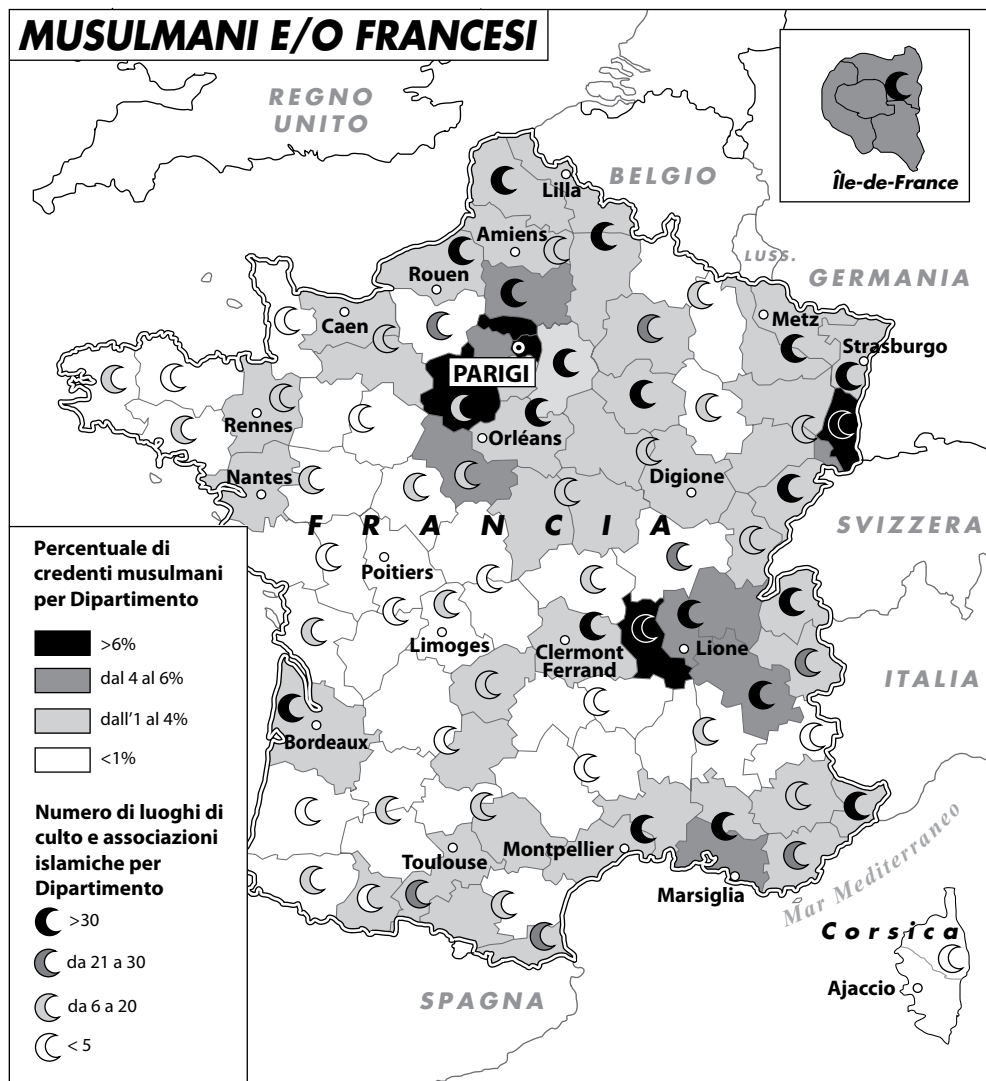 MUSULMANI E/O FRANCESI
REGNO
UNITO
BELGIO
Île-de-France
Lilla
Amiens
LUSS.
GERMANIA
Rouen
Caen
Metz
Strasburgo
PARIGI
Rennes
Orléans
Nantes
Digione
FRANCIA
SVIZZERA
Poitiers
Limoges
Clermont
Ferrand
Lione
ITALIA
Bordeaux
Toulouse
Montpellier
Marsiglia
Mar Mediterraneo
Corsica
Ajaccio
SPAGNA
Percentuale di
credenti musulmani
per Dipartimento
>6%
dal 4 al 6%
dall'1 al 4%
<1%
Numero di luoghi di
culto e associazioni
islamiche per
Dipartimento
>30
da 21 a 30
da 6 a 20
< 5